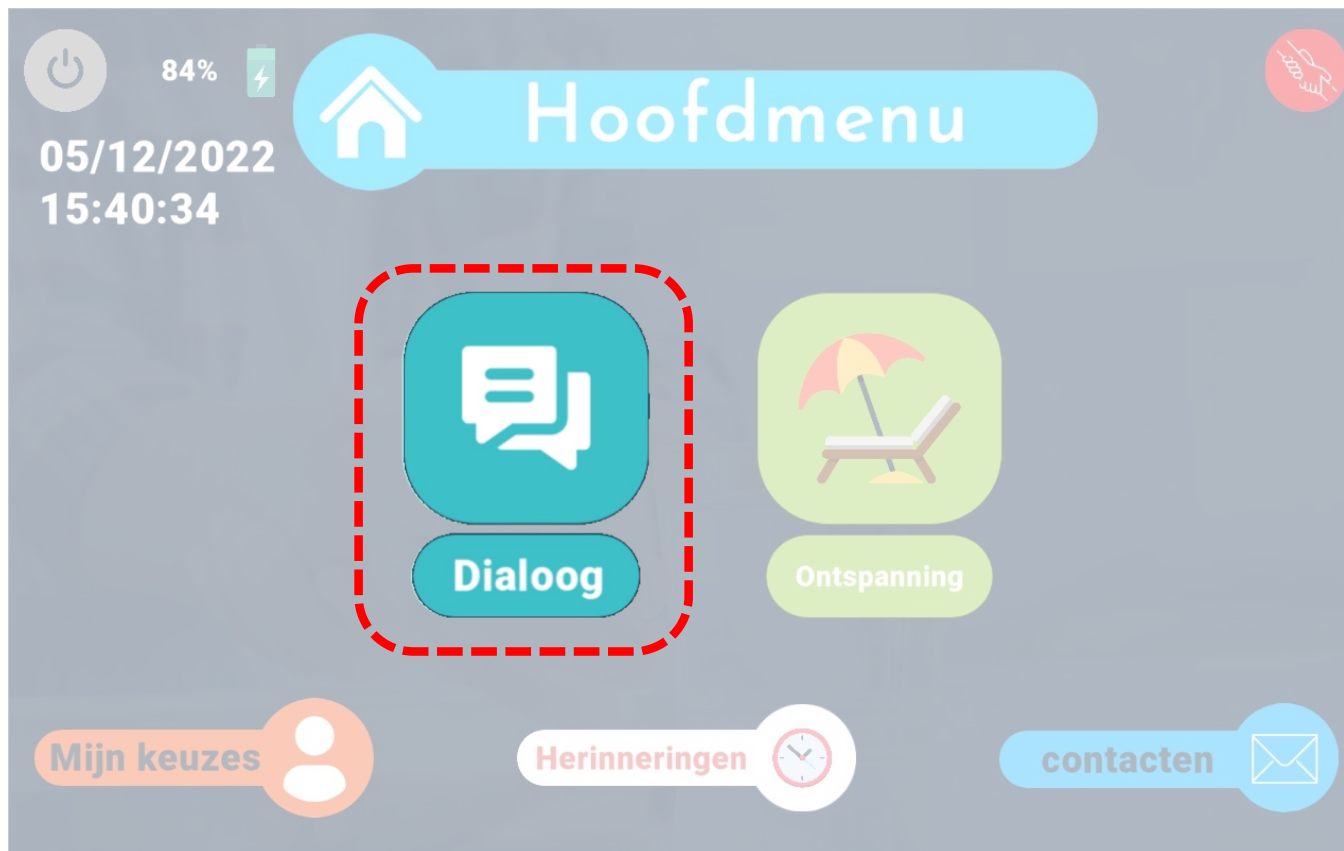 84%
Hoofdmenu
05/12/2022
15:40:34
Dialoog
Ontspanning
Mijn keuzes
Herinneringen
contacten